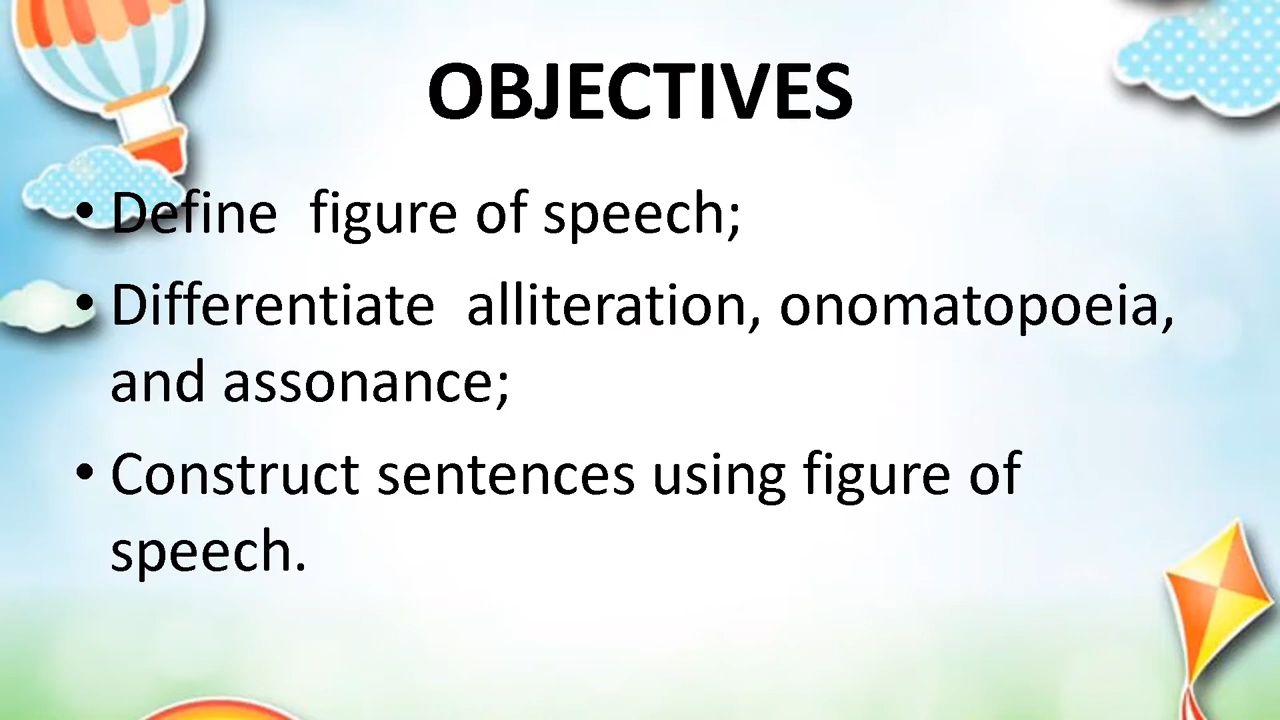 OBJECTIVES
• Define  figure of speech;
• Differentiate  alliteration, onomatopoeia,
and assonance;
• Construct sentences using figure of
speech.